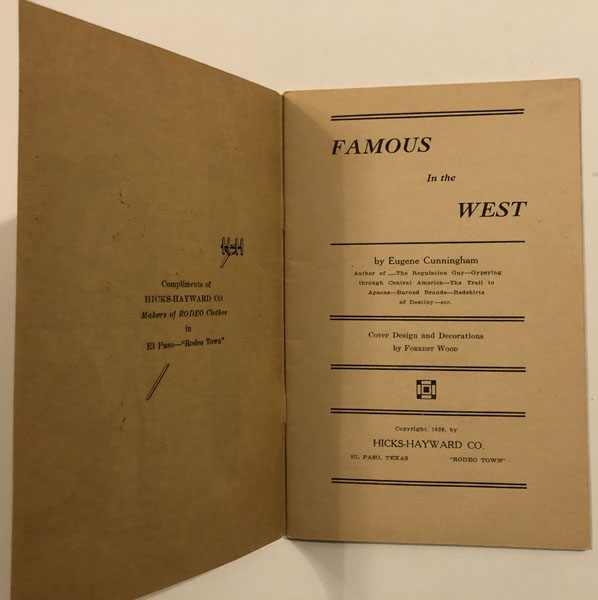 H-H
Compliments of
HICKS-HAYWARD CO.
Makers of RODEO Clothes
in
El Paso—"Rodeo Town"
FAMOUS
In the
WEST
by Eugene Cunningham
Author of ....The Regulation Guy—Gypsying
through Central America—The Trail to
Apacaz—Burned Brands—Redshirts
of Destiny—etc.
Cover Design and Decorations
by FORREST WOOD
Copyright, 1926, by
HICKS-HAYWARD CO.
EL PASO, TEXAS "RODEO TOWN"